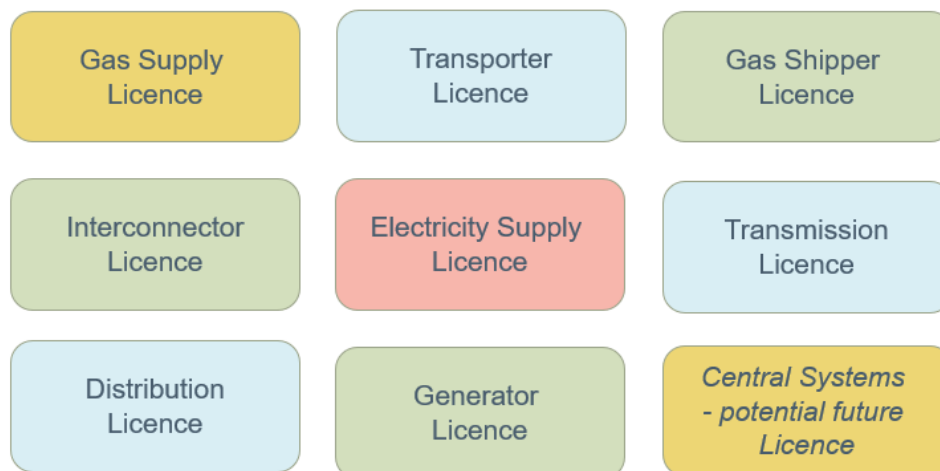 Gas Supply
Licence
Transporter
Licence
Gas Shipper
Licence
Interconnector
Licence
Electricity Supply
Licence
Transmission
Licence
Distribution
Licence
Generator
Licence
Central Systems
- potential future
Licence